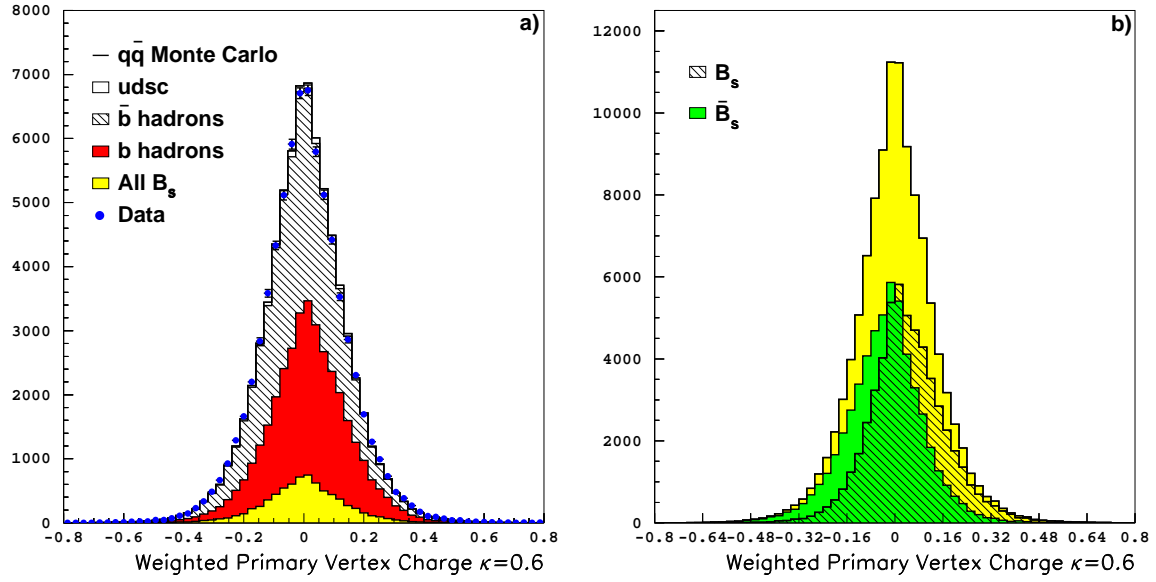 a)
8000
7000
6000
5000
4000
3000
2000
1000
0
qq̄ Monte Carlo
udsc
b̄ hadrons
b hadrons
All Bs
Data
-0.8 -0.6 -0.4 -0.2 0 0.2 0.4 0.6 0.8
Weighted Primary Vertex Charge κ=0.6
b)
12000
10000
8000
6000
4000
2000
0
Bs
B̄s
-0.8 -0.64 -0.48 -0.32 -0.16 0 0.16 0.32 0.48 0.64 0.8
Weighted Primary Vertex Charge κ=0.6